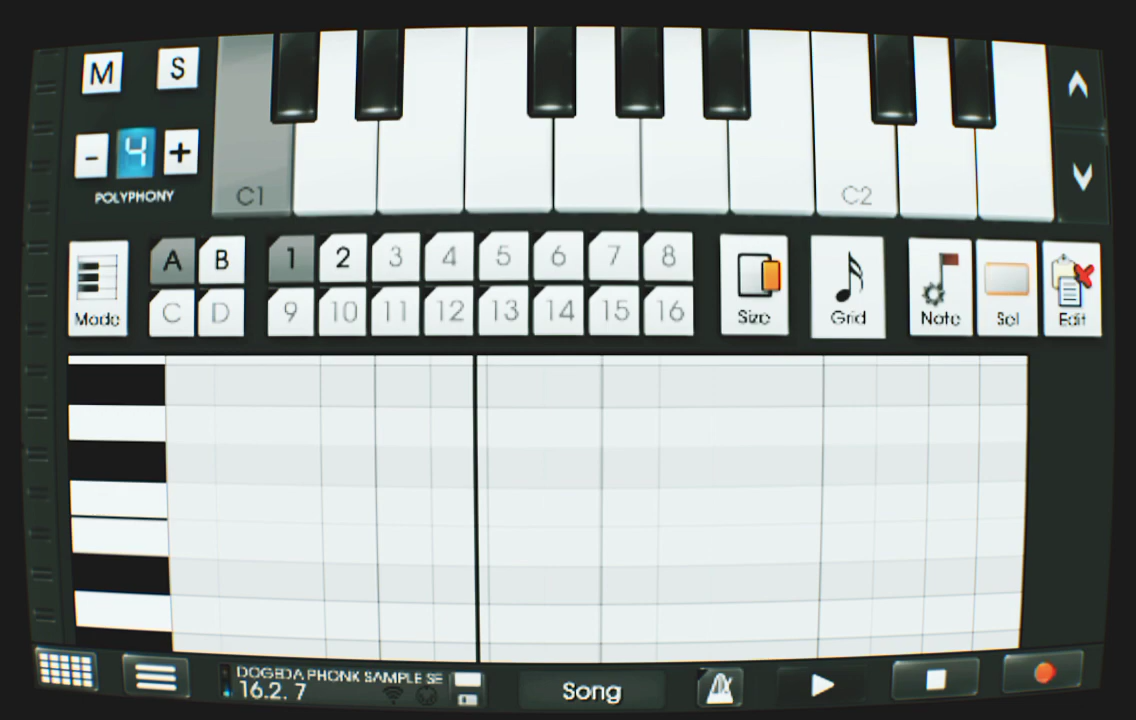 M S
- 4 +
POLYPHONY
C1 C2
A B 1 2 3 4 5 6 7 8
C D 9 10 11 12 13 14 15 16
Mode Size Grid Note Sel Edit
DOGEDA PHONK SAMPLE SE
16.2. 7
Song